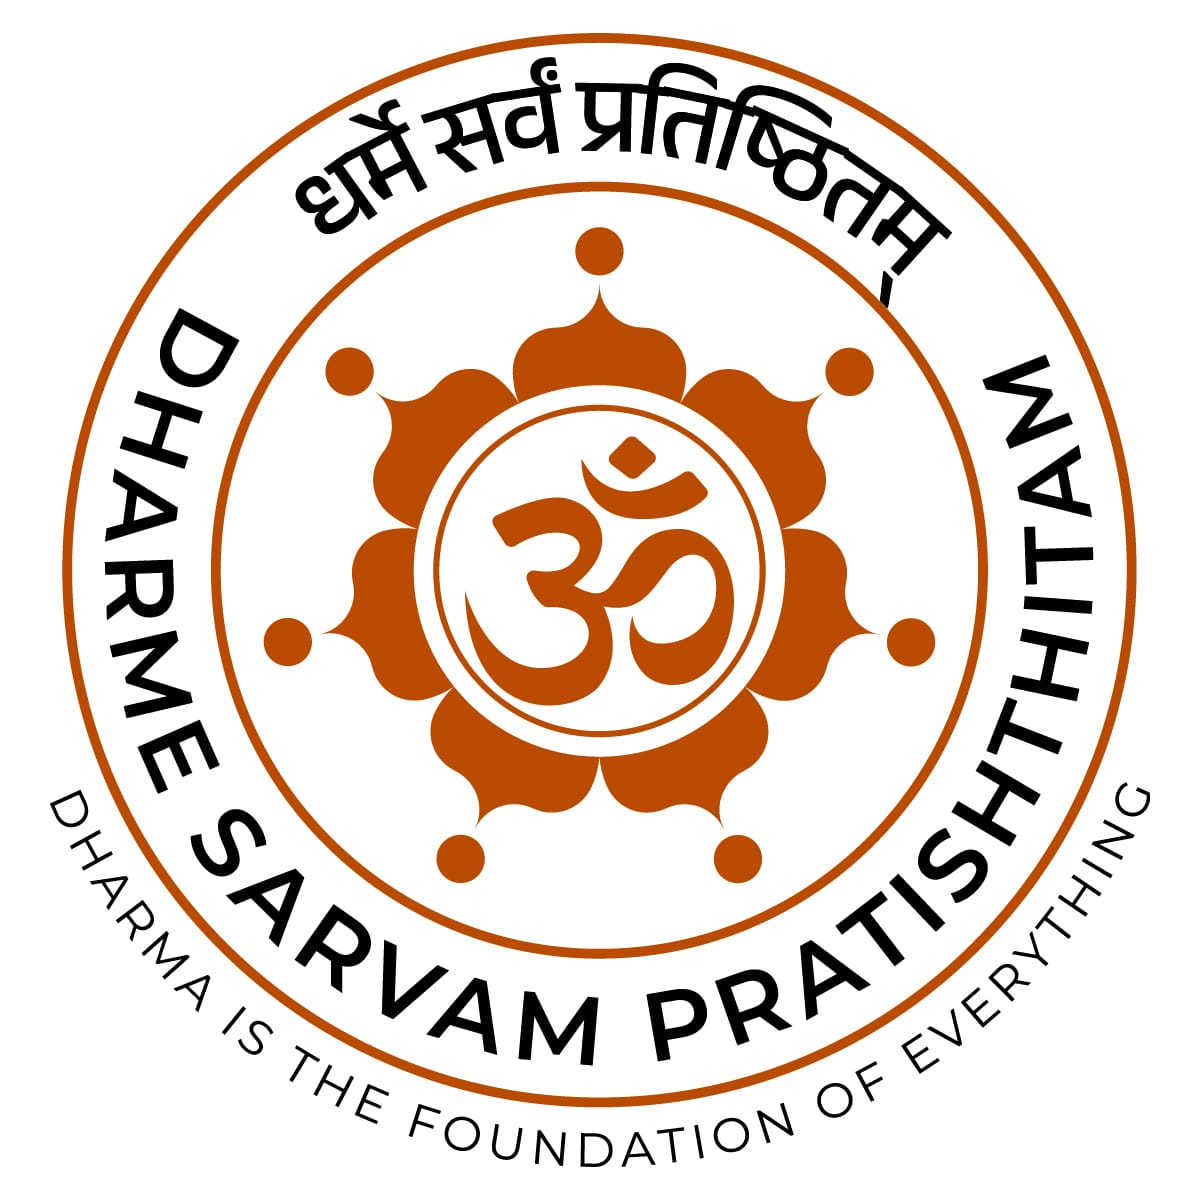 धर्मे सर्वं प्रतिष्ठितम्
DHARME SARVAM PRATISHTHITAM
ॐ
DHARMA IS THE FOUNDATION OF EVERYTHING